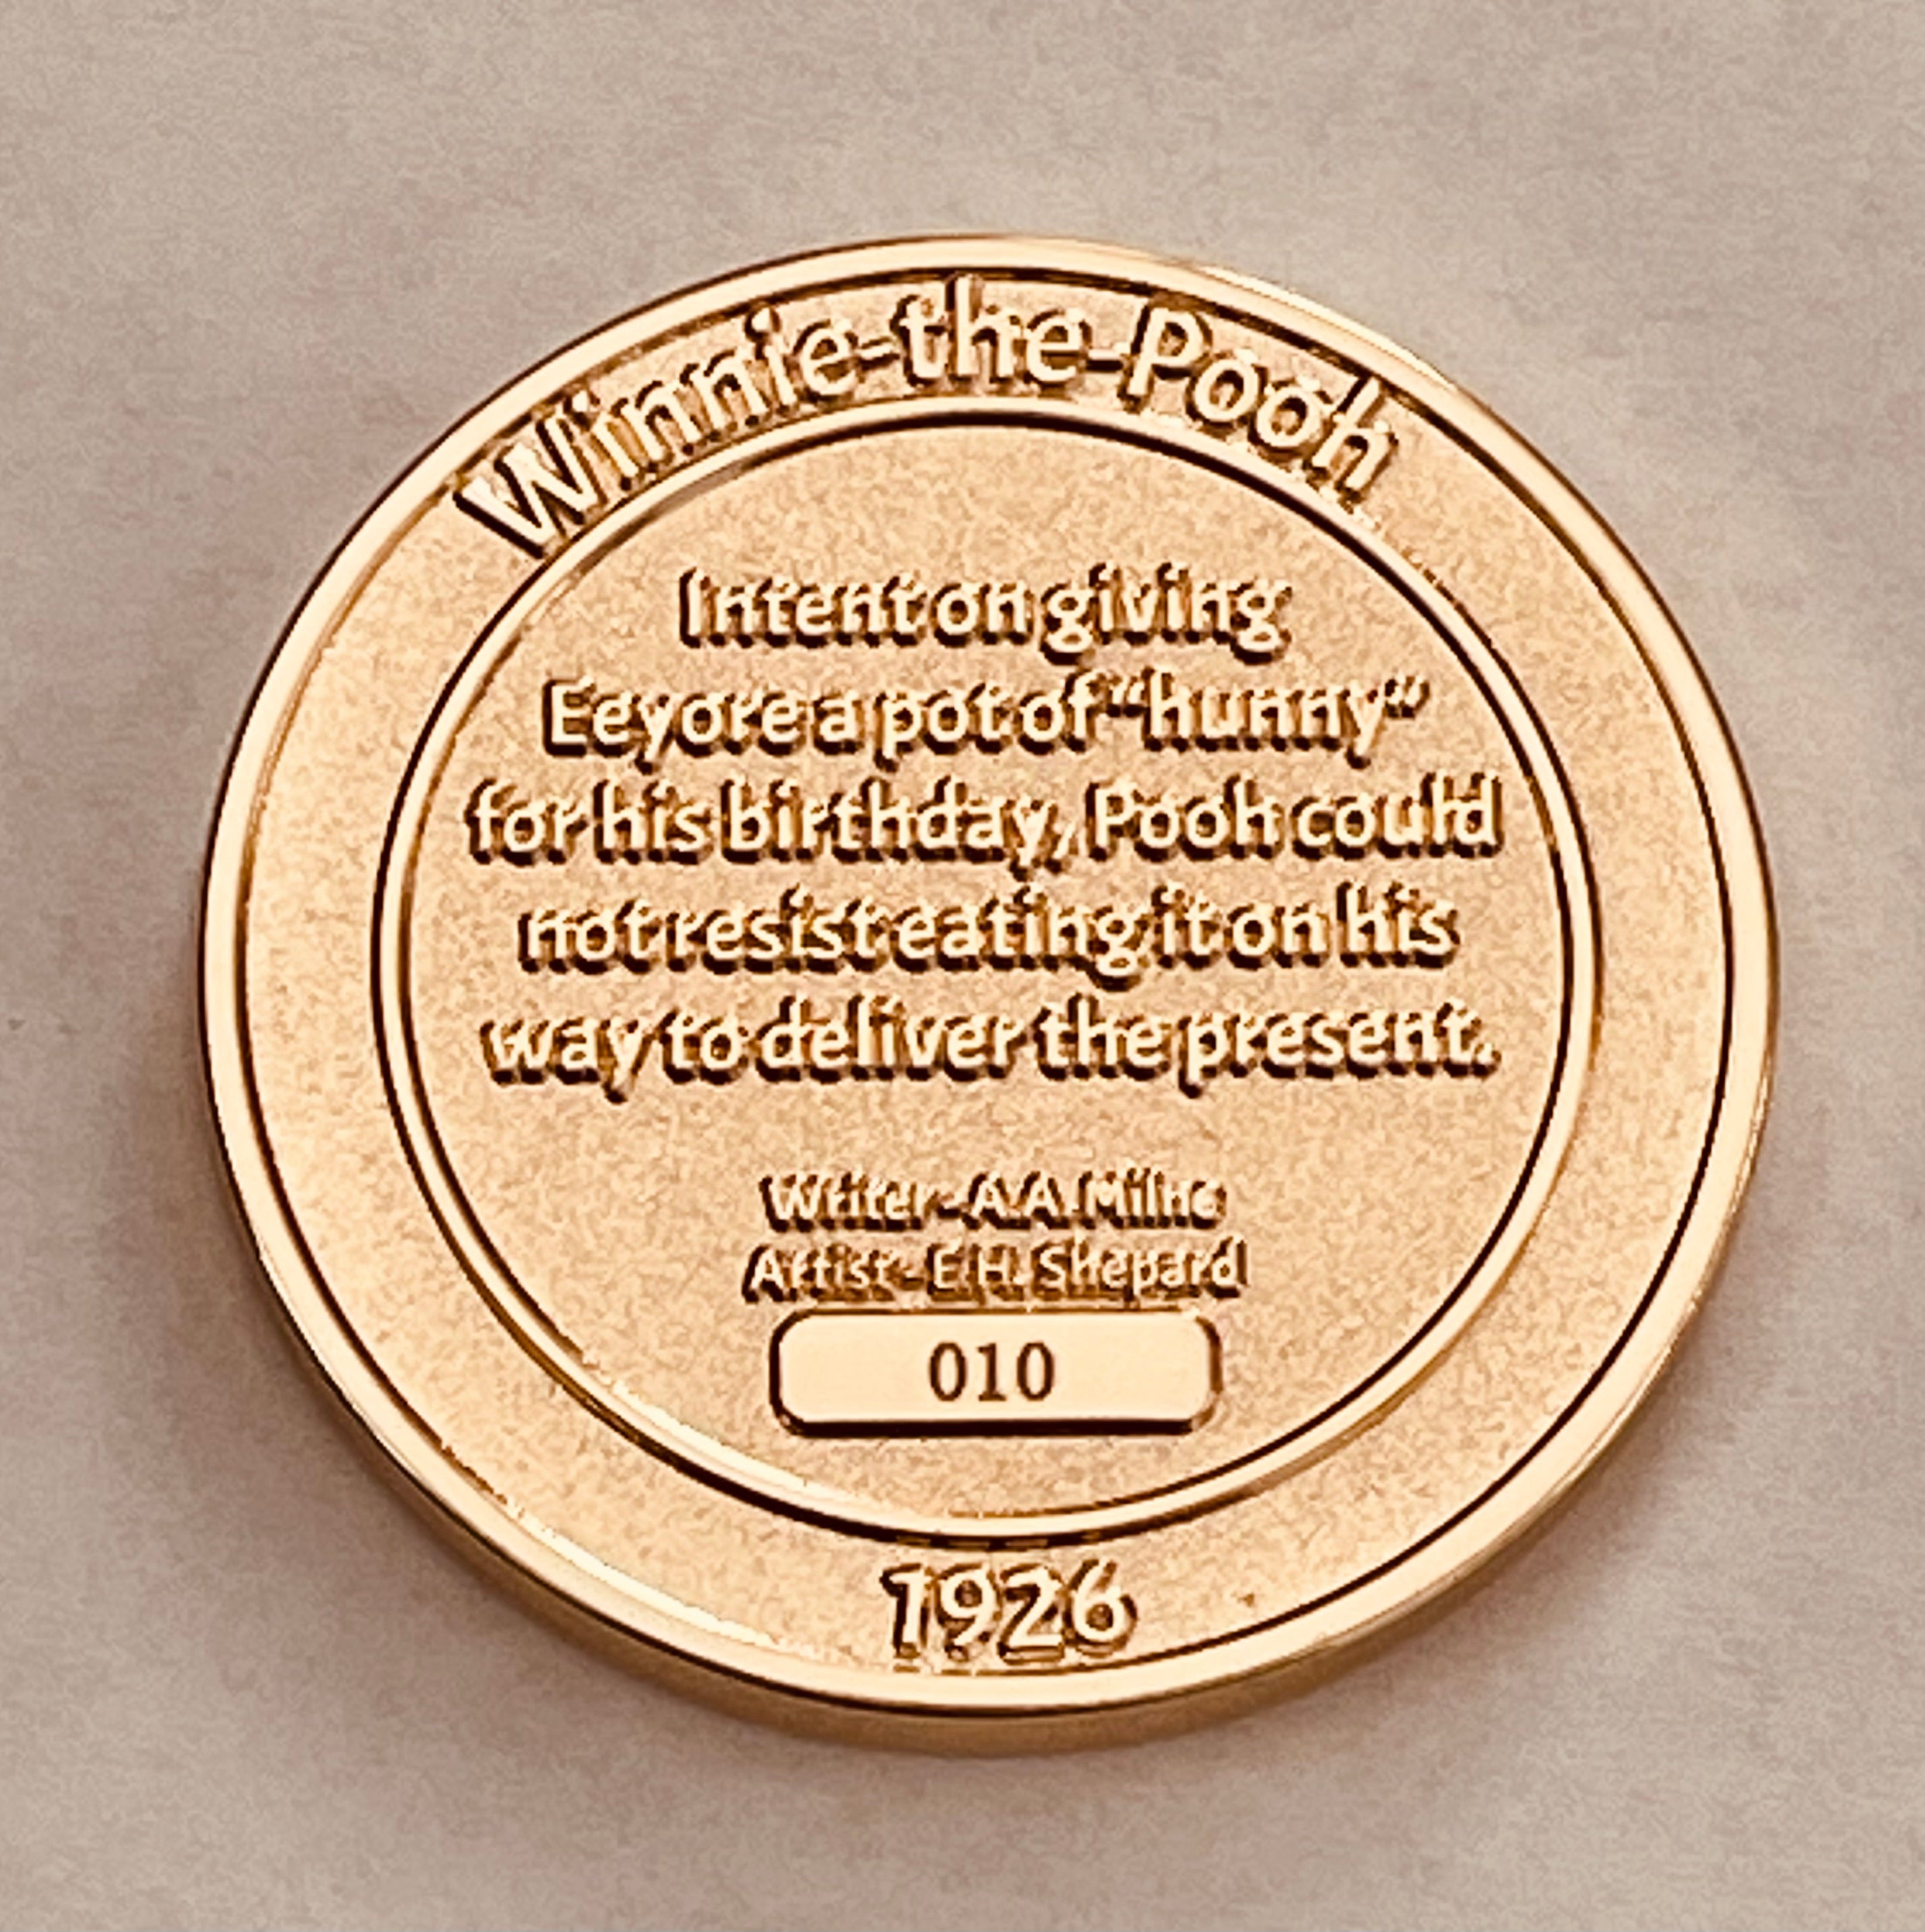 Winnie-the-Pooh
Intent on giving
Eeyore a pot of “hunny”
for his birthday, Pooh could
not resist eating it on his
way to deliver the present.
Writer - A.A. Milne
Artist - E.H. Shepard
010
1926